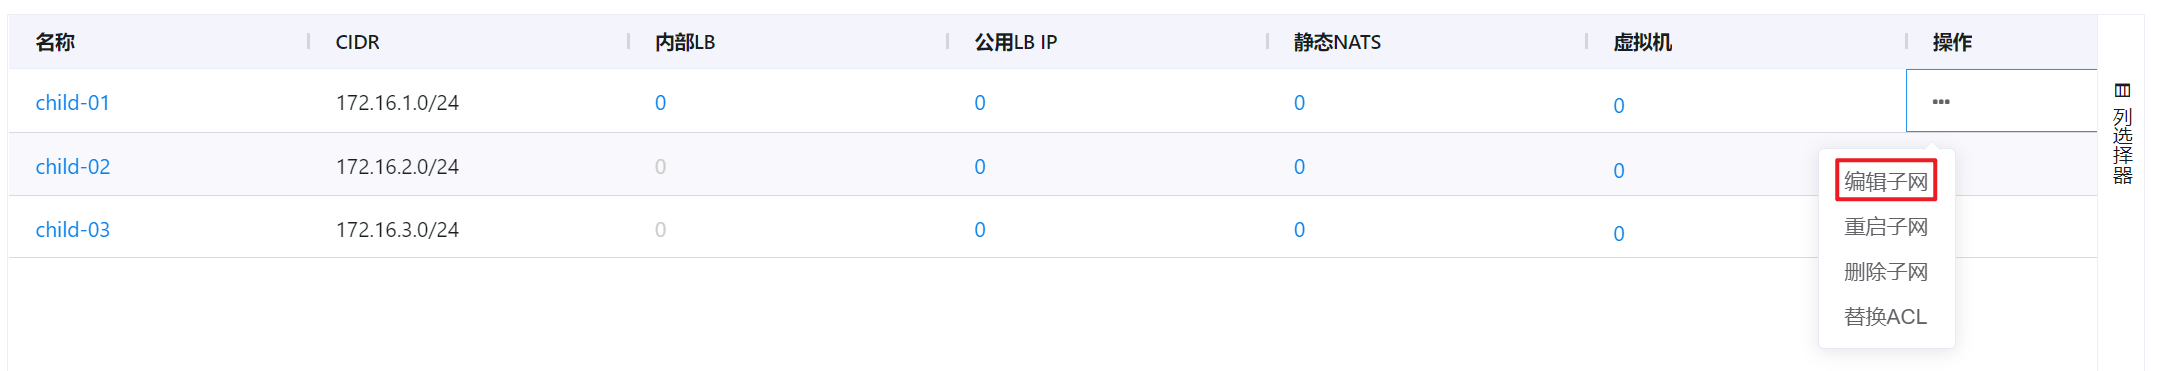 名称 CIDR 内部LB 公用LB IP 静态NATS 虚拟机 操作
child-01 172.16.1.0/24 0 0 0 0 •••
child-02 172.16.2.0/24 0 0 0 0
child-03 172.16.3.0/24 0 0 0 0
编辑子网
重启子网
删除子网
替换ACL
列选择器